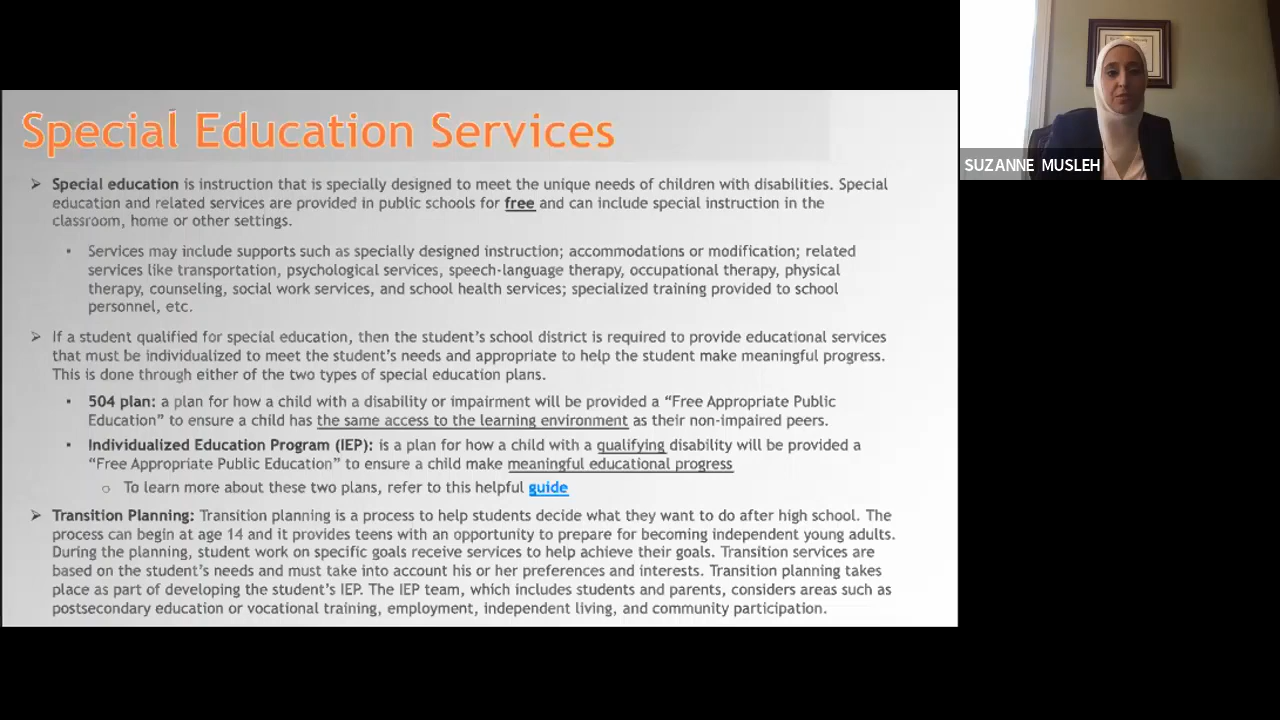 Special Education Services
➢ Special education is instruction that is specially designed to meet the unique needs of children with disabilities. Special
education and related services are provided in public schools for free and can include special instruction in the
classroom, home or other settings.
• Services may include supports such as specially designed instruction; accommodations or modification; related
services like transportation, psychological services, speech-language therapy, occupational therapy, physical
therapy, counseling, social work services, and school health services; specialized training provided to school
personnel, etc.
➢ If a student qualified for special education, then the student's school district is required to provide educational services
that must be individualized to meet the student's needs and appropriate to help the student make meaningful progress.
This is done through either of the two types of special education plans.
• 504 plan: a plan for how a child with a disability or impairment will be provided a “Free Appropriate Public
Education” to ensure a child has the same access to the learning environment as their non-impaired peers.
• Individualized Education Program (IEP): is a plan for how a child with a qualifying disability will be provided a
“Free Appropriate Public Education” to ensure a child make meaningful educational progress
○ To learn more about these two plans, refer to this helpful guide
➢ Transition Planning: Transition planning is a process to help students decide what they want to do after high school. The
process can begin at age 14 and it provides teens with an opportunity to prepare for becoming independent young adults.
During the planning, student work on specific goals receive services to help achieve their goals. Transition services are
based on the student's needs and must take into account his or her preferences and interests. Transition planning takes
place as part of developing the student's IEP. The IEP team, which includes students and parents, considers areas such as
postsecondary education or vocational training, employment, independent living, and community participation.
SUZANNE MUSLEH